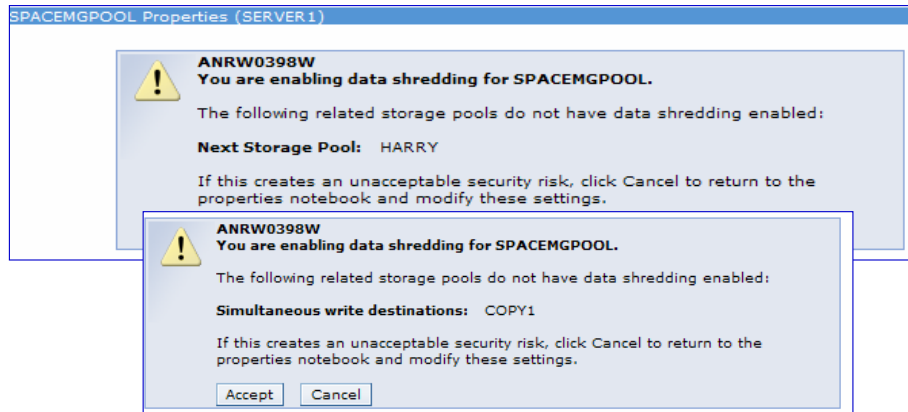 SPACEMGPOOL Properties (SERVER1)
ANRW0398W
You are enabling data shredding for SPACEMGPOOL.
The following related storage pools do not have data shredding enabled:
Next Storage Pool: HARRY
If this creates an unacceptable security risk, click Cancel to return to the
properties notebook and modify these settings.
ANRW0398W
You are enabling data shredding for SPACEMGPOOL.
The following related storage pools do not have data shredding enabled:
Simultaneous write destinations: COPY1
If this creates an unacceptable security risk, click Cancel to return to the
properties notebook and modify these settings.
Accept Cancel